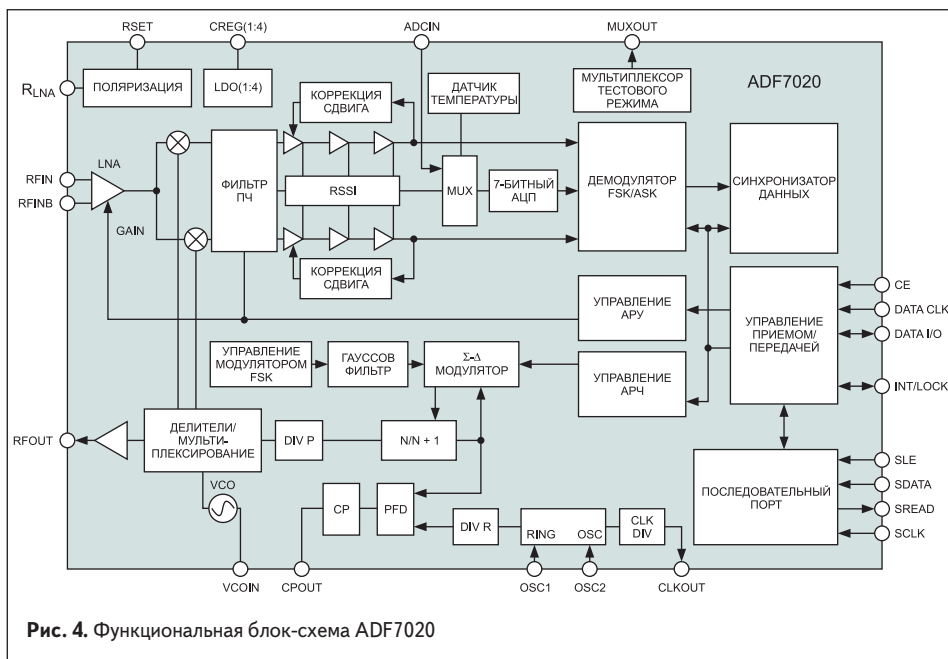 RSET
CREG(1:4)
ADCIN
MUXOUT
RLNA
ПОЛЯРИЗАЦИЯ
LDO(1:4)
КОРРЕКЦИЯ
СДВИГА
ДАТЧИК
ТЕМПЕРАТУРЫ
МУЛЬТИПЛЕКСОР
ТЕСТОВОГО
РЕЖИМА
ADF7020
LNA
RFIN
RFINB
GAIN
ФИЛЬТР
ПЧ
RSSI
MUX
7-БИТНЫЙ
АЦП
ДЕМОДУЛЯТОР
FSK/ASK
СИНХРОНИЗАТОР
ДАННЫХ
КОРРЕКЦИЯ
СДВИГА
УПРАВЛЕНИЕ
АРУ
УПРАВЛЕНИЕ
ПРИЕМОМ/
ПЕРЕДАЧЕЙ
CE
DATA CLK
DATA I/O
INT/LOCK
УПРАВЛЕНИЕ
МОДУЛЯТОРОМ
FSK
ГАУССОВ
ФИЛЬТР
Σ-Δ
МОДУЛЯТОР
УПРАВЛЕНИЕ
АРЧ
RFOUT
ДЕЛИТЕЛИ/
МУЛЬТИ-
ПЛЕКСИРОВАНИЕ
DIV P
N/N + 1
VCO
CP
PFD
DIV R
RING
OSC
CLK
DIV
ПОСЛЕДОВАТЕЛЬНЫЙ
ПОРТ
SLE
SDATA
SREAD
SCLK
VCOIN
CPOUT
OSC1
OSC2
CLKOUT
Рис. 4. Функциональная блок-схема ADF7020